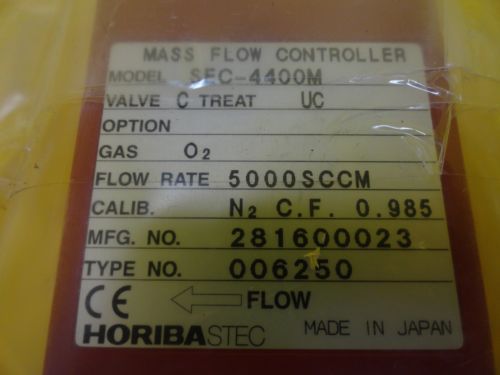 MASS FLOW CONTROLLER
MODEL SEC-4400M
VALVE C TREAT UC
OPTION
GAS O2
FLOW RATE 5000SCCM
CALIB. N2 C.F. 0.985
MFG. NO. 281600023
TYPE NO. 006250
CE FLOW
HORIBASTEC MADE IN JAPAN